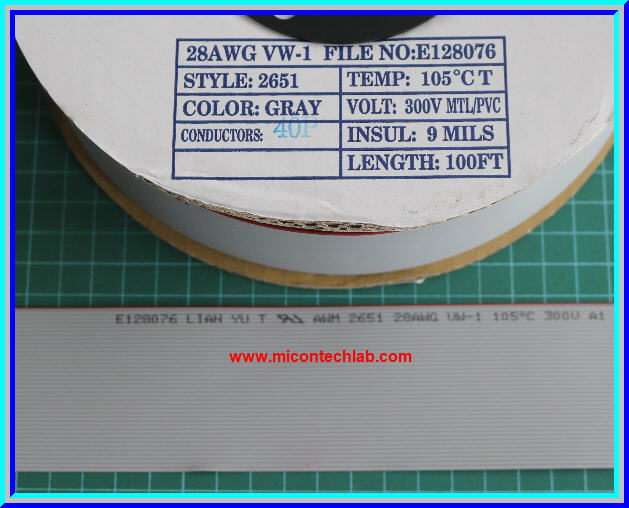 28AWG VW-1 FILE NO:E128076
STYLE: 2651 TEMP: 105°C T
COLOR: GRAY VOLT: 300V MTL/PVC
CONDUCTORS: 40P INSUL: 9 MILS
LENGTH: 100FT
E128076 LIAN YU T AWM 2651 28AWG VW-1 105°C 300V A1
www.micontechlab.com